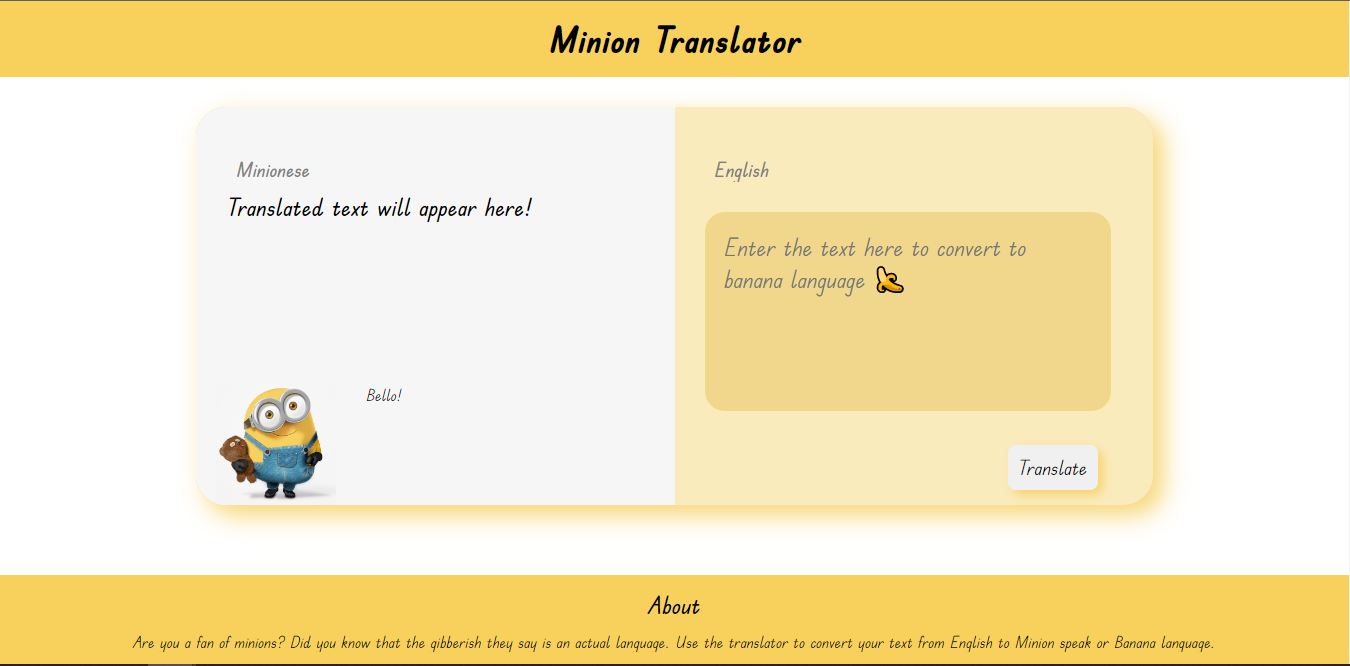 Minion Translator
Minionese
Translated text will appear here!
Bello!
English
Enter the text here to convert to
banana language 🍌
Translate
About
Are you a fan of minions? Did you know that the gibberish they say is an actual language. Use the translator to convert your text from English to Minion speak or Banana language.